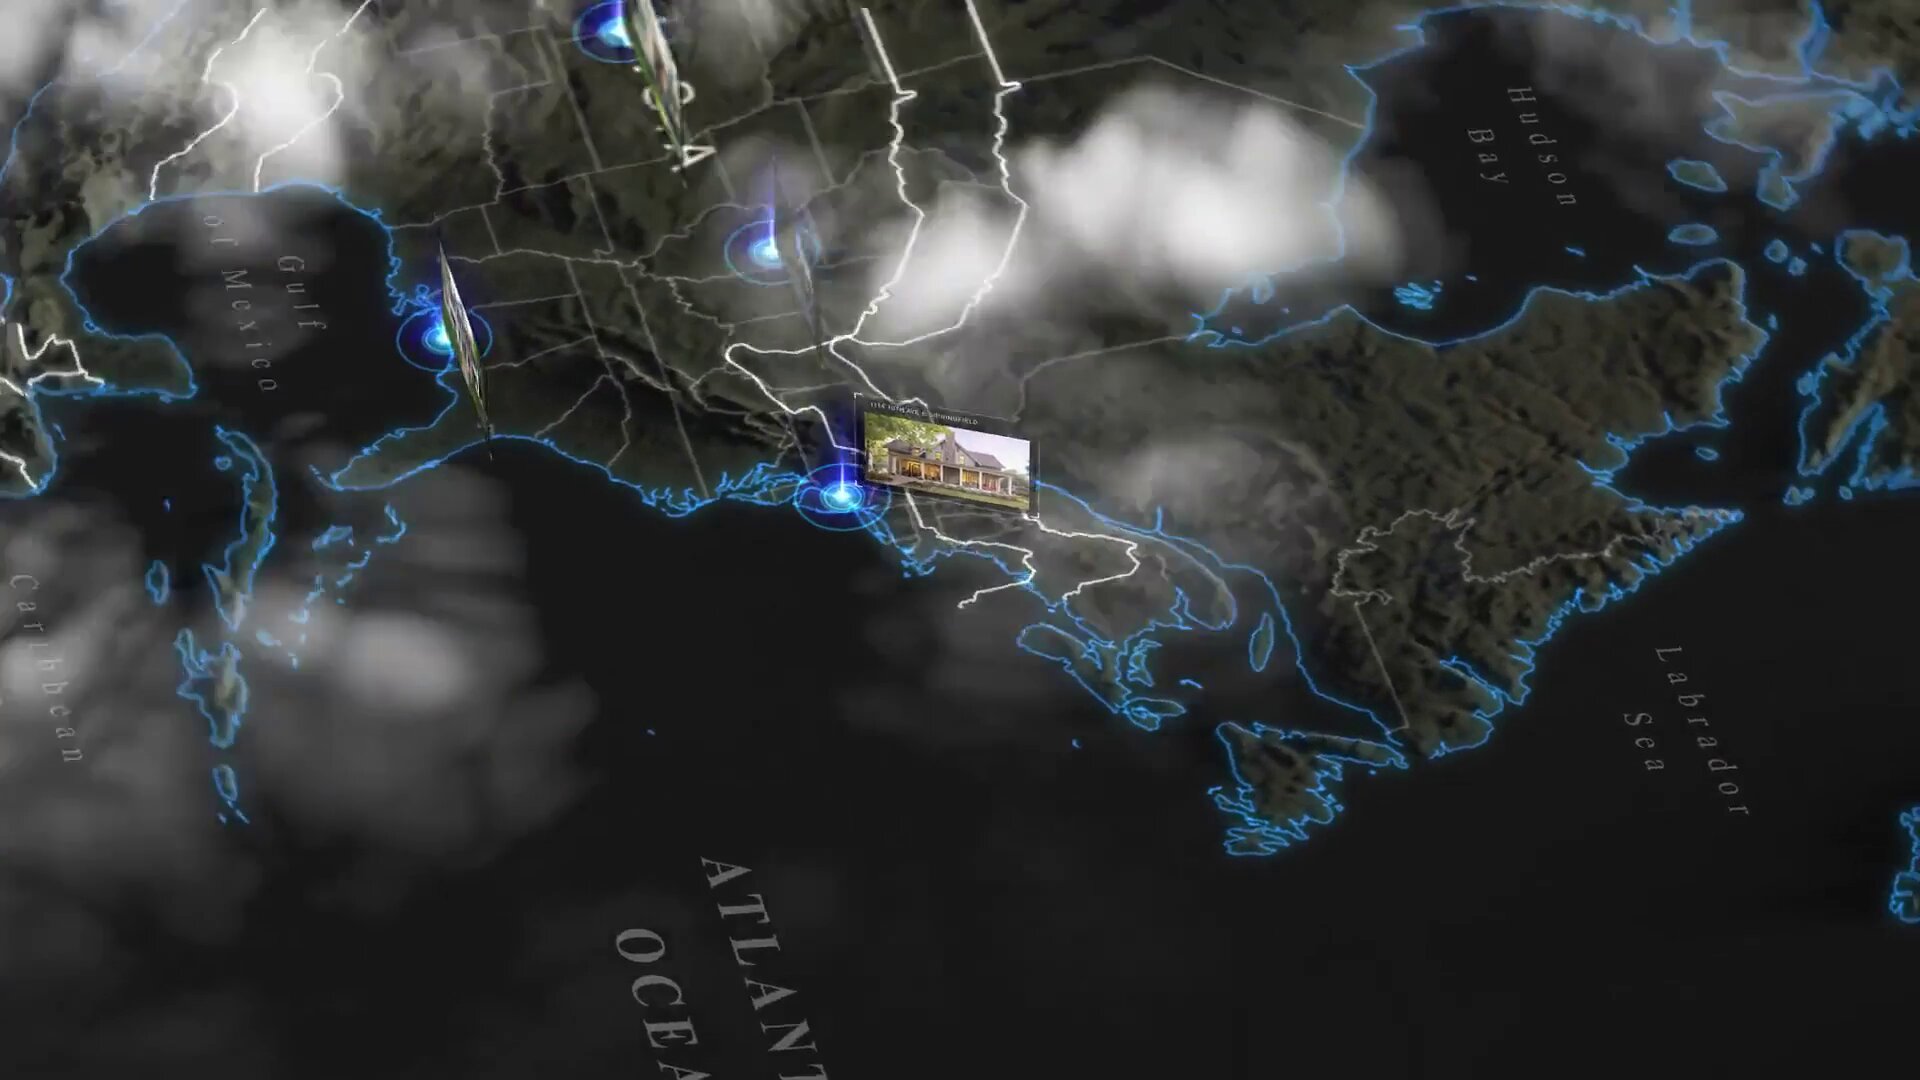 Hudson
Bay
Gulf
of Mexico
Caribbean
Labrador
Sea
ATLANT
OCEA